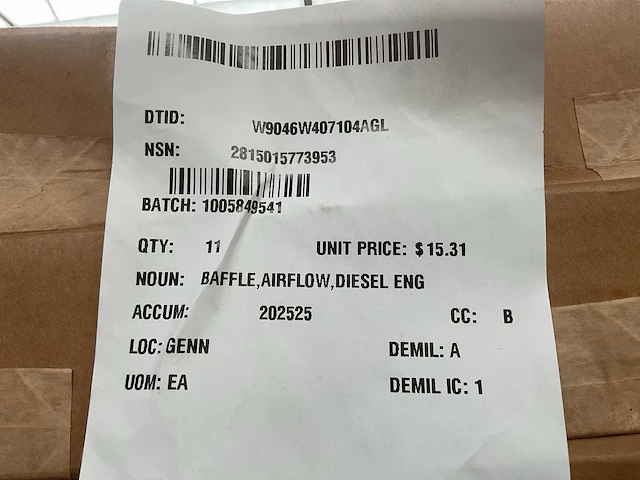 DTID: W9046W407104AGL
NSN: 2815015773953
BATCH: 1005849541
QTY: 11 UNIT PRICE: $15.31
NOUN: BAFFLE,AIRFLOW,DIESEL ENG
ACCUM: 202525 CC: B
LOC: GENN DEMIL: A
UOM: EA DEMIL IC: 1